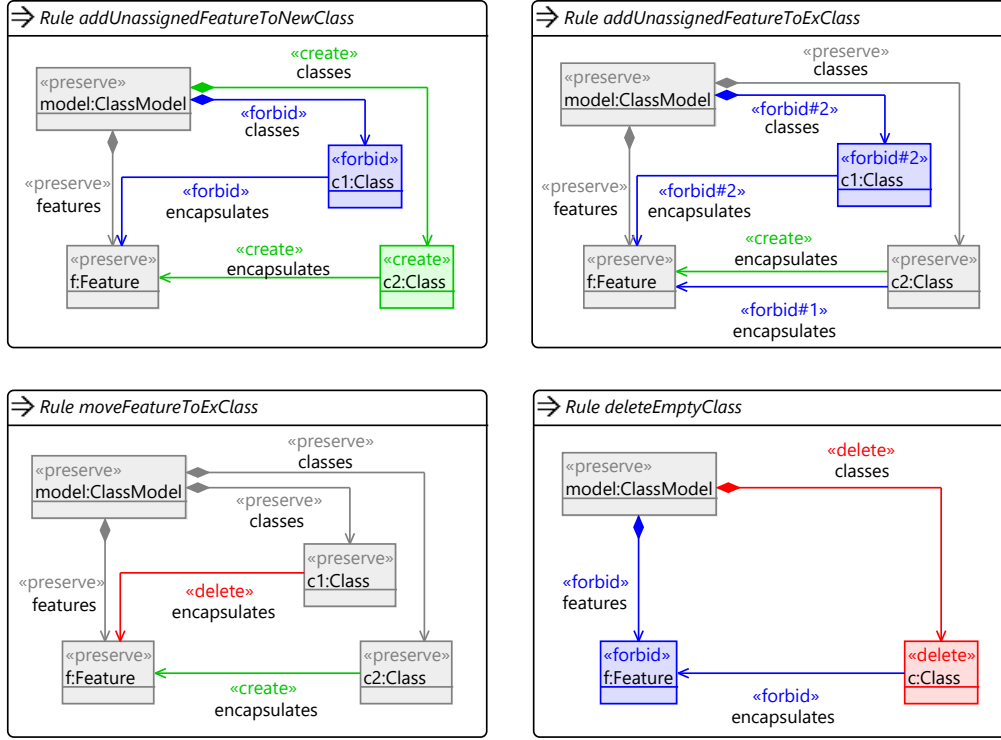 Rule addUnassignedFeatureToNewClass
«create»
classes
«preserve»
model:ClassModel
«forbid»
classes
«forbid»
c1:Class
«preserve»
features
«forbid»
encapsulates
«preserve»
f:Feature
«create»
encapsulates
«create»
c2:Class
Rule addUnassignedFeatureToExClass
«preserve»
classes
«preserve»
model:ClassModel
«forbid#2»
classes
«forbid#2»
c1:Class
«preserve»
features
«forbid#2»
encapsulates
«preserve»
f:Feature
«create»
encapsulates
«preserve»
c2:Class
«forbid#1»
encapsulates
Rule moveFeatureToExClass
«preserve»
classes
«preserve»
model:ClassModel
«preserve»
classes
«preserve»
c1:Class
«preserve»
features
«delete»
encapsulates
«preserve»
f:Feature
«preserve»
c2:Class
«create»
encapsulates
Rule deleteEmptyClass
«delete»
classes
«preserve»
model:ClassModel
«forbid»
features
«forbid»
f:Feature
«delete»
c:Class
«forbid»
encapsulates